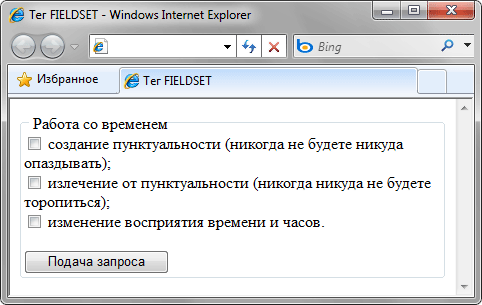 Тег FIELDSET - Windows Internet Explorer
Bing
Избранное
Тег FIELDSET
Работа со временем
создание пунктуальности (никогда не будете никуда
опаздывать);
излечение от пунктуальности (никогда никуда не будете
торопиться);
изменение восприятия времени и часов.
Подача запроса